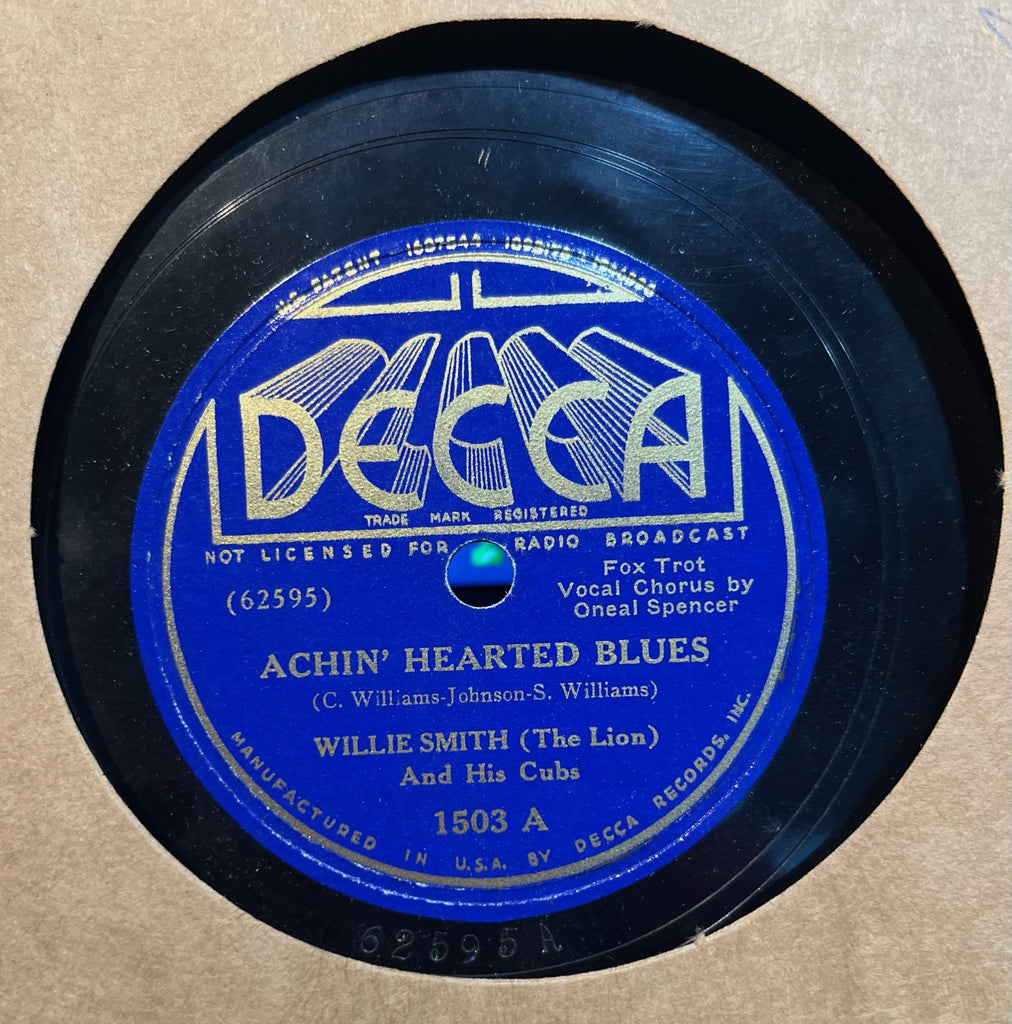 U.S. PATENT 1607544
DECCA
TRADE MARK REGISTERED
NOT LICENSED FOR RADIO BROADCAST
(62595)
Fox Trot
Vocal Chorus by
Oneal Spencer
ACHIN' HEARTED BLUES
(C. Williams-Johnson-S. Williams)
WILLIE SMITH (The Lion)
And His Cubs
1503 A
MANUFACTURED IN U.S.A. BY DECCA RECORDS, INC.
62595 A